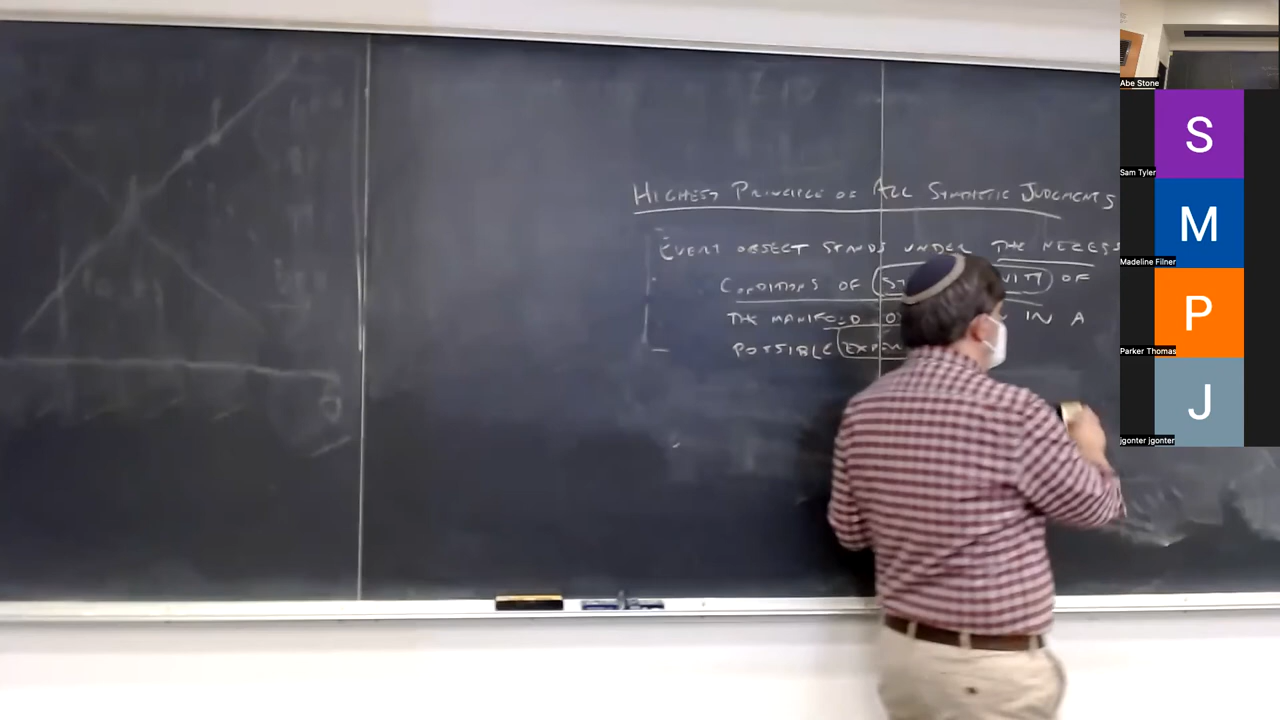 HIGHEST PRINCIPLE OF ALL SYNTHETIC JUDGMENTS
EVERY OBJECT STANDS UNDER THE
CONDITIONS OF OF
THE MANIFOLD IN A
POSSIBLE
Abe Stone
S
Sam Tyler
M
Madeline Filner
P
Parker Thomas
J
jgonter jgonter